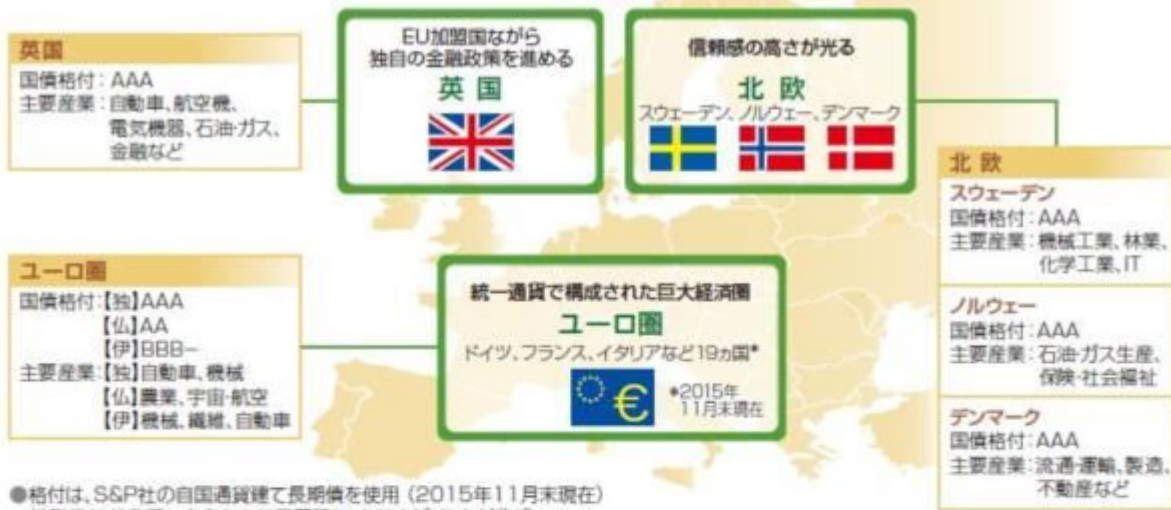 英国
国債格付：AAA
主要産業：自動車、航空機、
電気機器、石油・ガス、
金融など
EU加盟国ながら
独自の金融政策を進める
英国
信頼感の高さが光る
北欧
スウェーデン、ノルウェー、デンマーク
北欧
スウェーデン
国債格付：AAA
主要産業：機械工業、林業、
化学工業、IT
ノルウェー
国債格付：AAA
主要産業：石油・ガス生産、
保険・社会福祉
デンマーク
国債格付：AAA
主要産業：流通・運輸、製造、
不動産など
ユーロ圏
国債格付：【独】AAA
【仏】AA
【伊】BBB−
主要産業：【独】自動車、機械
【仏】農業、宇宙・航空
【伊】機械、繊維、自動車
統一通貨で構成された巨大経済圏
ユーロ圏
ドイツ、フランス、イタリアなど19ヵ国*
€
*2015年
11月末現在
●格付は、S&P社の自国通貨建て長期債を使用（2015年11月末現在）